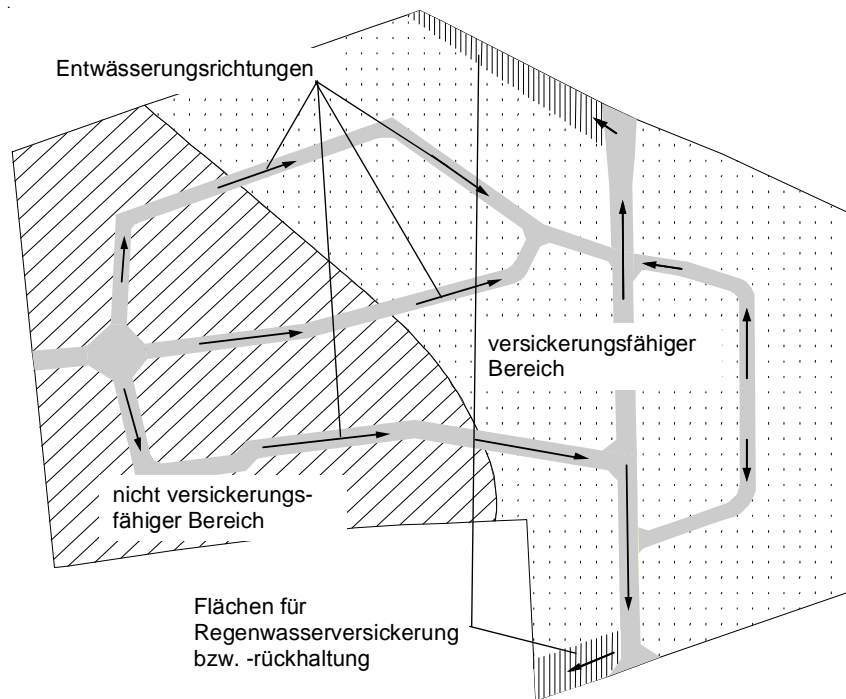 Entwässerungsrichtungen
versickerungsfähiger
Bereich
nicht versickerungs-
fähiger Bereich
Flächen für
Regenwasserversickerung
bzw. -rückhaltung